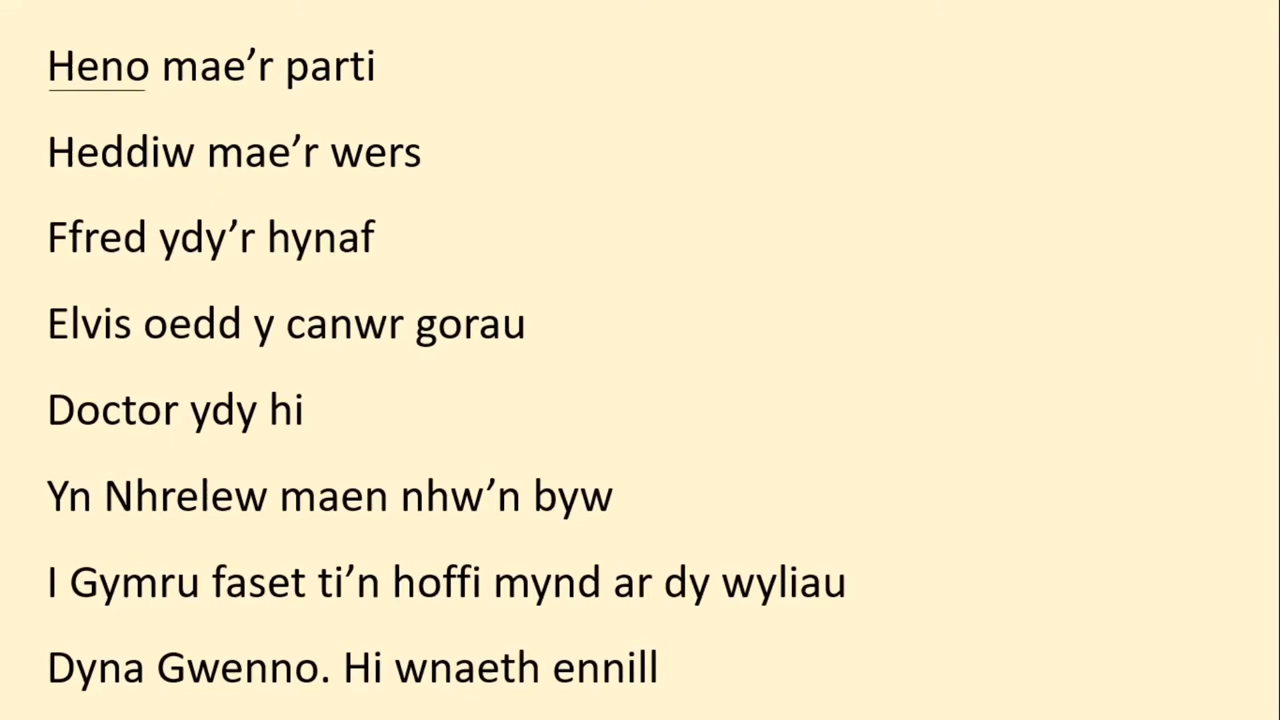 Heno mae’r parti
Heddiw mae’r wers
Ffred ydy’r hynaf
Elvis oedd y canwr gorau
Doctor ydy hi
Yn Nhrelew maen nhw’n byw
I Gymru faset ti’n hoffi mynd ar dy wyliau
Dyna Gwenno. Hi wnaeth ennill